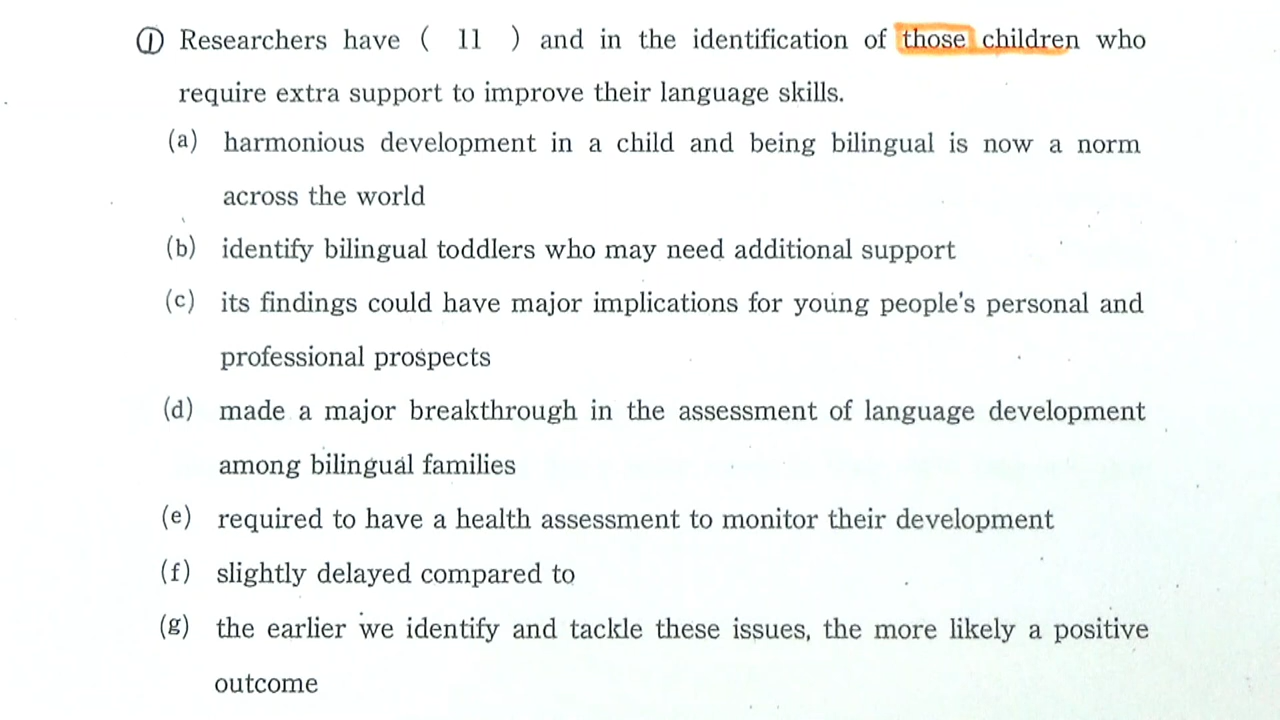 ① Researchers have ( 11 ) and in the identification of those children who
require extra support to improve their language skills.
(a) harmonious development in a child and being bilingual is now a norm
across the world
(b) identify bilingual toddlers who may need additional support
(c) its findings could have major implications for young people's personal and
professional prospects
(d) made a major breakthrough in the assessment of language development
among bilingual families
(e) required to have a health assessment to monitor their development
(f) slightly delayed compared to
(g) the earlier we identify and tackle these issues, the more likely a positive
outcome